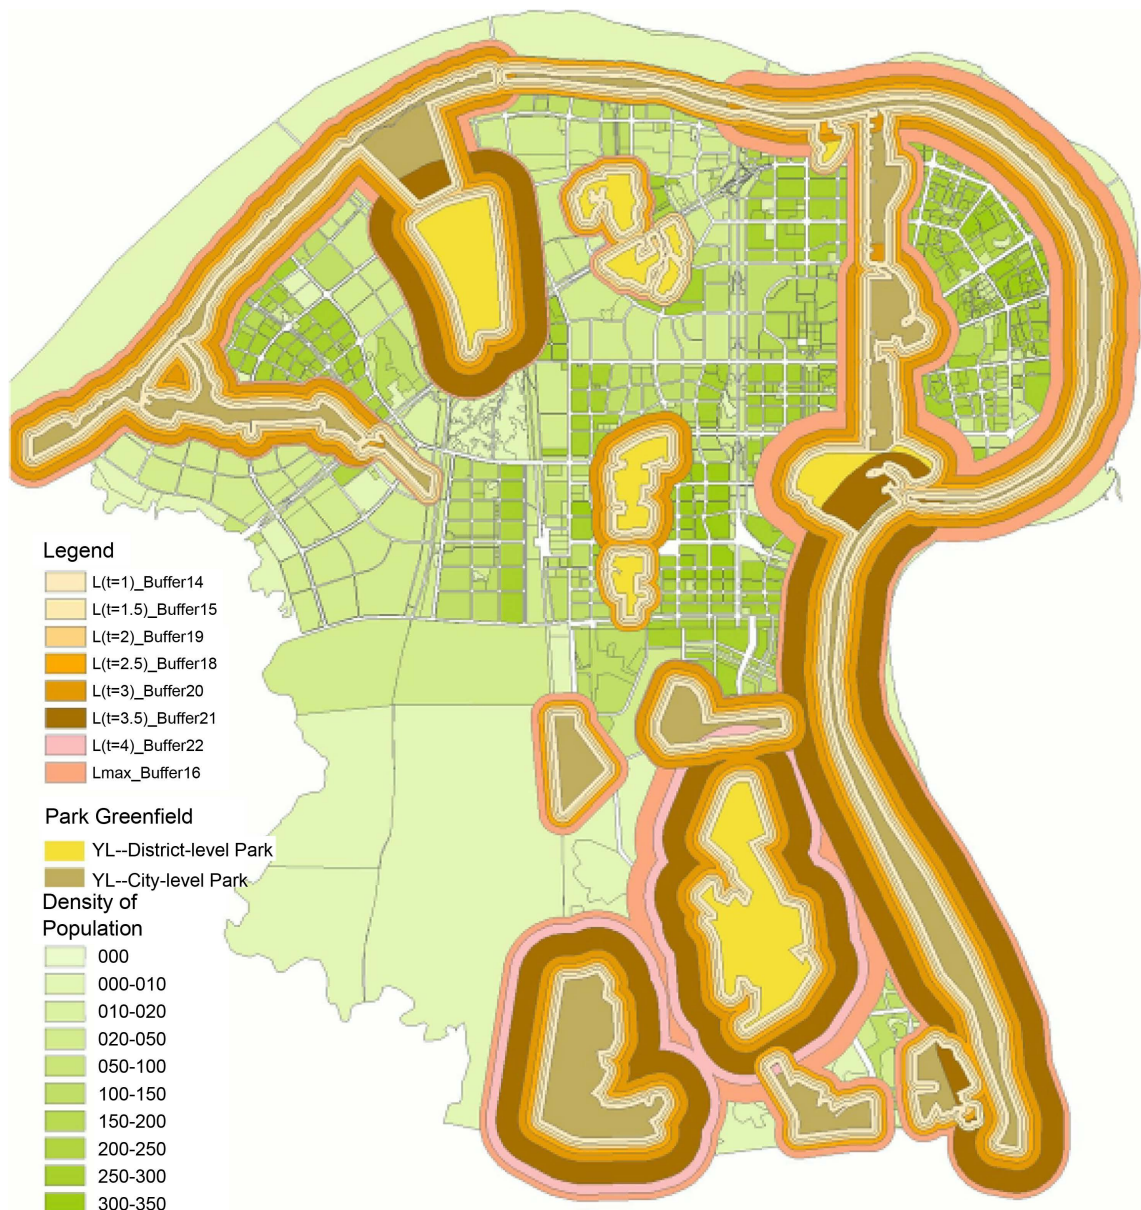 Legend
L(t=1)_Buffer14
L(t=1.5)_Buffer15
L(t=2)_Buffer19
L(t=2.5)_Buffer18
L(t=3)_Buffer20
L(t=3.5)_Buffer21
L(t=4)_Buffer22
Lmax_Buffer16
Park Greenfield
YL--District-level Park
YL--City-level Park
Density of
Population
000
000-010
010-020
020-050
050-100
100-150
150-200
200-250
250-300
300-350